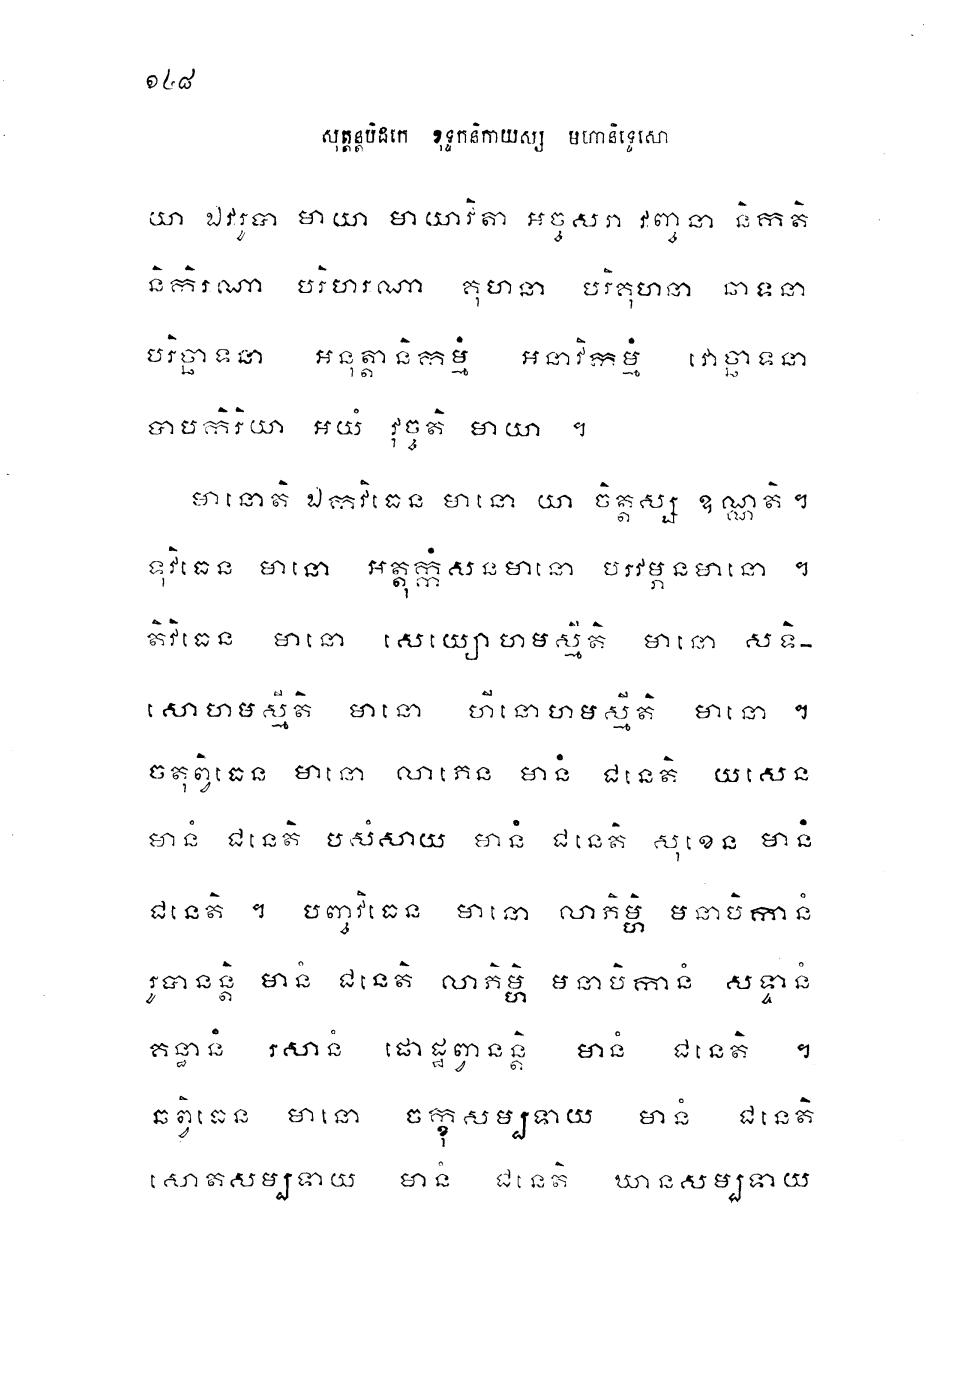 ១៤៨
សុត្តន្តបិដកេ ខុទ្ទកនិកាយស្ស មហានិទ្ទេសោ
យា ឯវរូបា មាយា មាយាវិតា អច្ចសរា វញ្ចនា និកតិ
និកិរណា បរិហរណា គុហនា បរិគុហនា ឆាទនា
បរិច្ឆាទនា អនុត្តានិកម្មំ អនាវិកម្មំ វោច្ឆាទនា
បាបកិរិយា អយំ វុច្ចតិ មាយា ។
មានោតិ ឯកវិធេន មានោ យា ចិត្តស្ស ឧណ្ណតិ។
ទុវិធេន មានោ អត្តុក្កំសនមានោ បរវម្ភនមានោ ។
តិវិធេន មានោ សេយ្យោហមស្មីតិ មានោ សទិ-
សោហមស្មីតិ មានោ ហីនោហមស្មីតិ មានោ ។
ចតុព្វិធេន មានោ លាភេន មានំ ជនេតិ យសេន
មានំ ជនេតិ បសំសាយ មានំ ជនេតិ សុខេន មានំ
ជនេតិ ។ បញ្ចវិធេន មានោ លាភិម្ហិ មនាបិកានំ
រូបានន្តិ មានំ ជនេតិ លាភិម្ហិ មនាបិកានំ សទ្ទានំ
គន្ធានំ រសានំ ផោដ្ឋព្វានន្តិ មានំ ជនេតិ ។
ឆព្វិធេន មានោ ចក្ខុសម្បទាយ មានំ ជនេតិ
សោតសម្បទាយ មានំ ជនេតិ ឃានសម្បទាយ